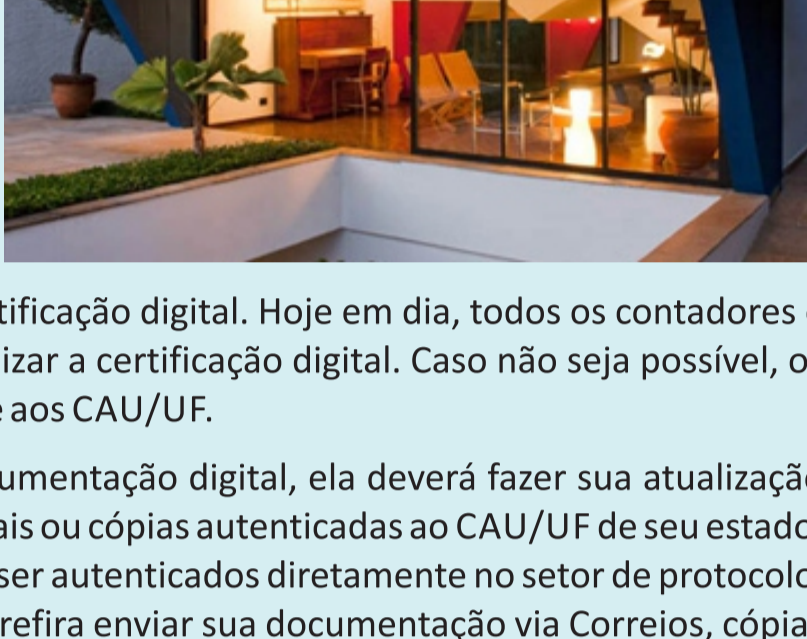 tificação digital. Hoje em dia, todos os contadores
izar a certificação digital. Caso não seja possível, o
e aos CAU/UF.
umentação digital, ela deverá fazer sua atualização
ais ou cópias autenticadas ao CAU/UF de seu estado
ser autenticados diretamente no setor de protocolo
refira enviar sua documentação via Correios, cópia